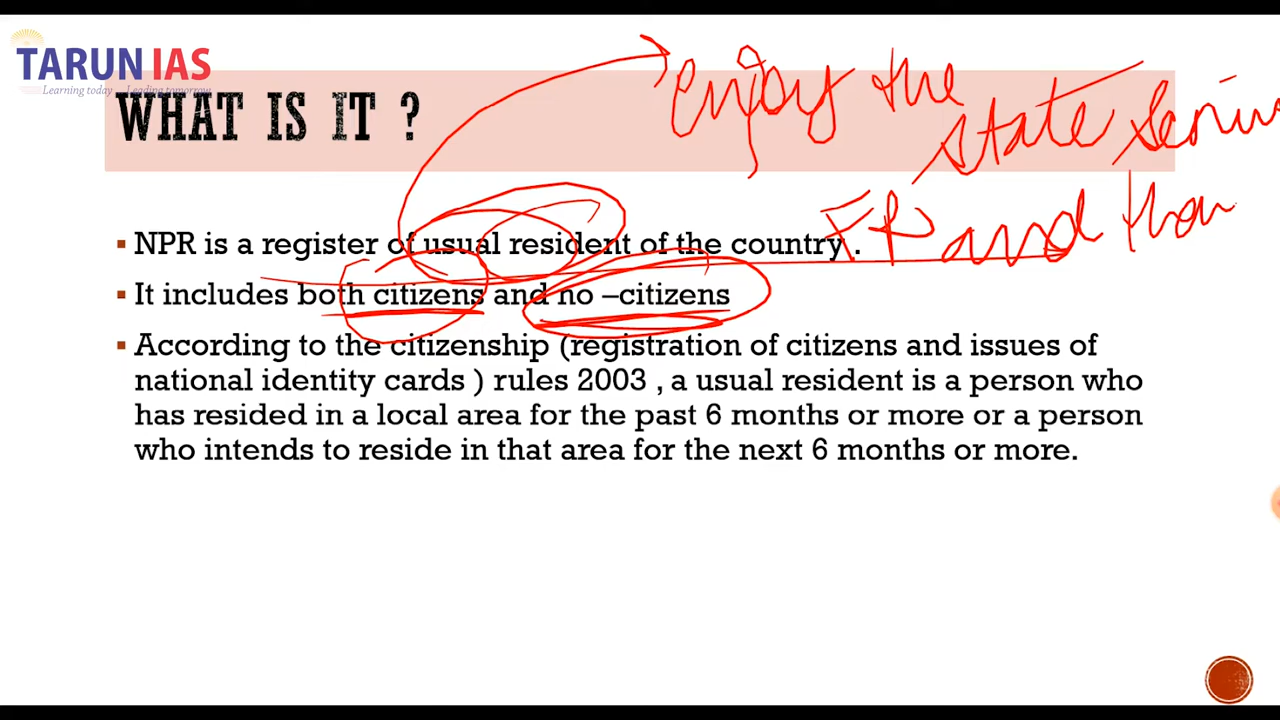 TARUN IAS
Learning today ... Leading tomorrow
enjoy the
state
WHAT IS IT ?
FR and than
▪ NPR is a register of usual resident of the country .
▪ It includes both citizens and no –citizens
▪ According to the citizenship (registration of citizens and issues of
national identity cards ) rules 2003 , a usual resident is a person who
has resided in a local area for the past 6 months or more or a person
who intends to reside in that area for the next 6 months or more.